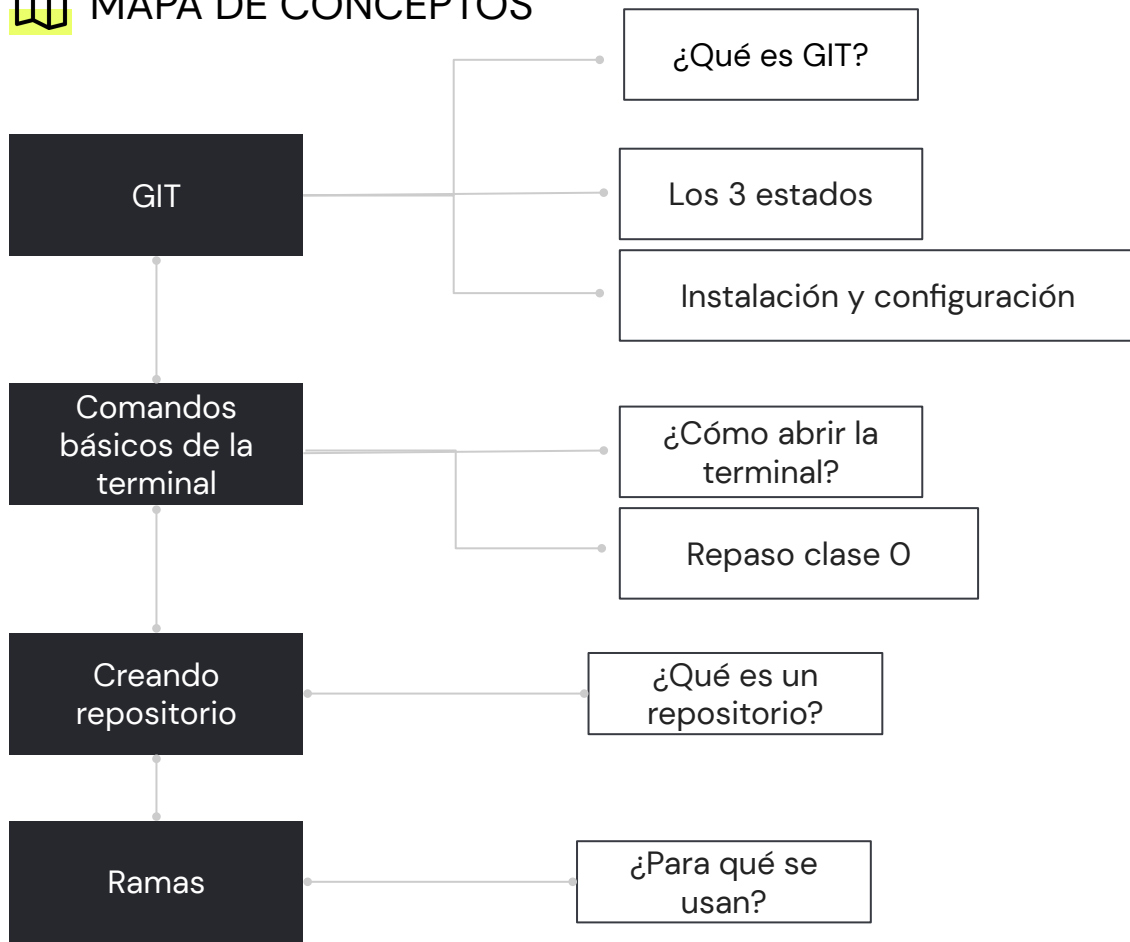 MAPA DE CONCEPTOS
¿Qué es GIT?
GIT
Los 3 estados
Instalación y configuración
Comandos
básicos de la
terminal
¿Cómo abrir la
terminal?
Repaso clase 0
Creando
repositorio
¿Qué es un
repositorio?
Ramas
¿Para qué se
usan?